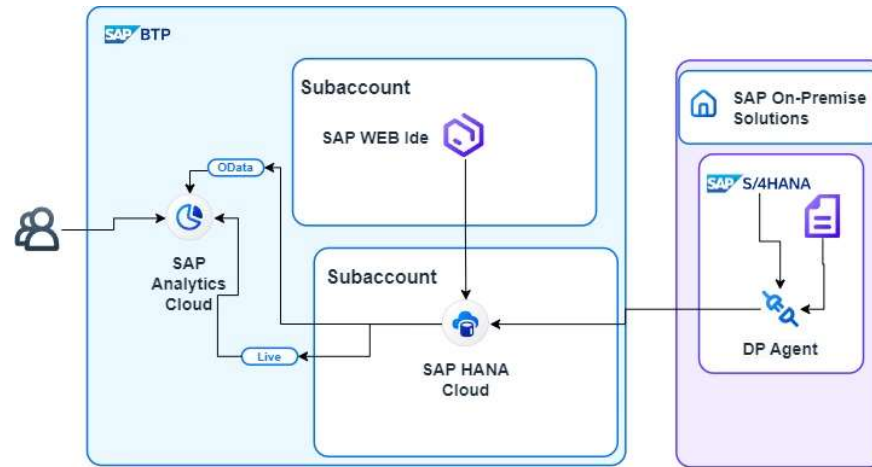 SAP BTP
Subaccount
SAP WEB Ide
OData
SAP
Analytics
Cloud
Live
Subaccount
SAP HANA
Cloud
SAP On-Premise
Solutions
SAP S/4HANA
DP Agent